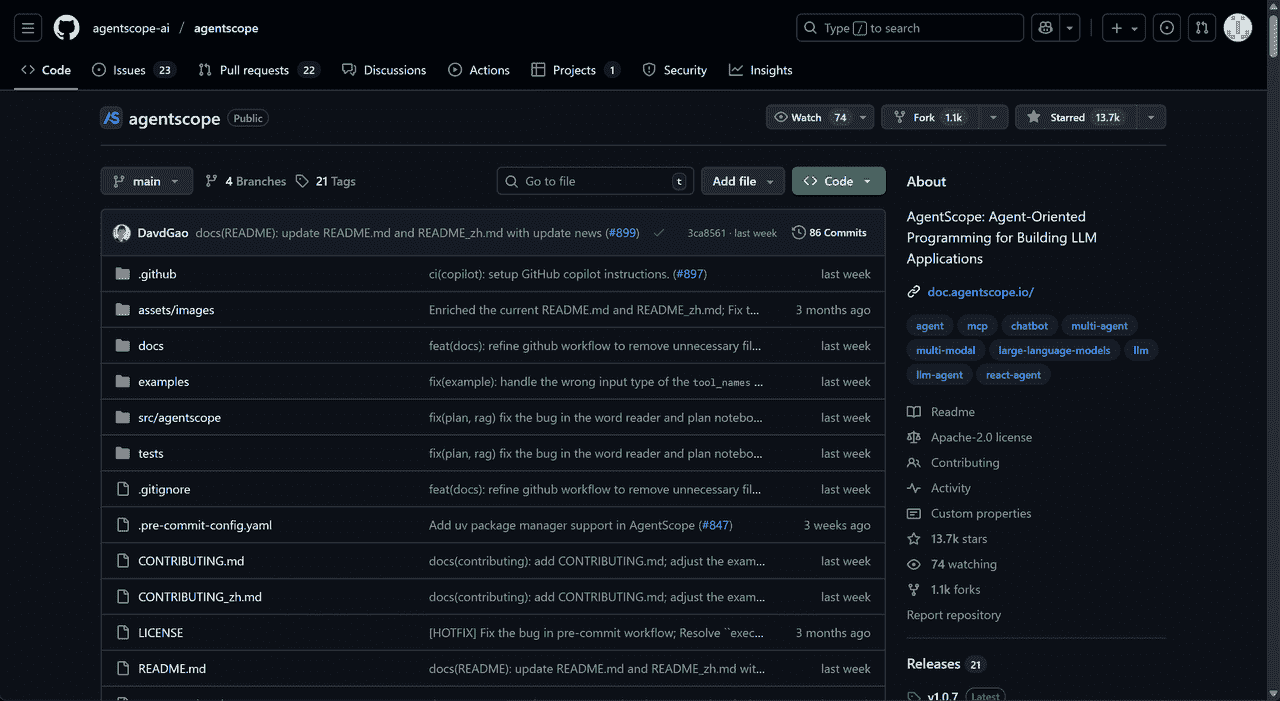 agentscope-ai / agentscope
Type / to search
Code Issues 23 Pull requests 22 Discussions Actions Projects 1 Security Insights
agentscope Public
Watch 74 Fork 1.1k Starred 13.7k
main 4 Branches 21 Tags Go to file t Add file Code
DavdGao docs(README): update README.md and README_zh.md with update news (#899) 3ca8561 · last week 86 Commits
.github ci(copilot): setup GitHub copilot instructions. (#897) last week
assets/images Enriched the current README.md and README_zh.md; Fix t... 3 months ago
docs feat(docs): refine github workflow to remove unnecessary fil... last week
examples fix(example): handle the wrong input type of the tool_names ... last week
src/agentscope fix(plan, rag) fix the bug in the word reader and plan notebo... last week
tests fix(plan, rag) fix the bug in the word reader and plan notebo... last week
.gitignore feat(docs): refine github workflow to remove unnecessary fil... last week
.pre-commit-config.yaml Add uv package manager support in AgentScope (#847) 3 weeks ago
CONTRIBUTING.md docs(contributing): add CONTRIBUTING.md; adjust the exam... last week
CONTRIBUTING_zh.md docs(contributing): add CONTRIBUTING.md; adjust the exam... last week
LICENSE [HOTFIX] Fix the bug in pre-commit workflow; Resolve ``exec... 3 months ago
README.md docs(README): update README.md and README_zh.md wit... last week
About
AgentScope: Agent-Oriented
Programming for Building LLM
Applications
doc.agentscope.io/
agent mcp chatbot multi-agent
multi-modal large-language-models llm
llm-agent react-agent
Readme
Apache-2.0 license
Contributing
Activity
Custom properties
13.7k stars
74 watching
1.1k forks
Report repository
Releases 21
v1.0.7 Latest